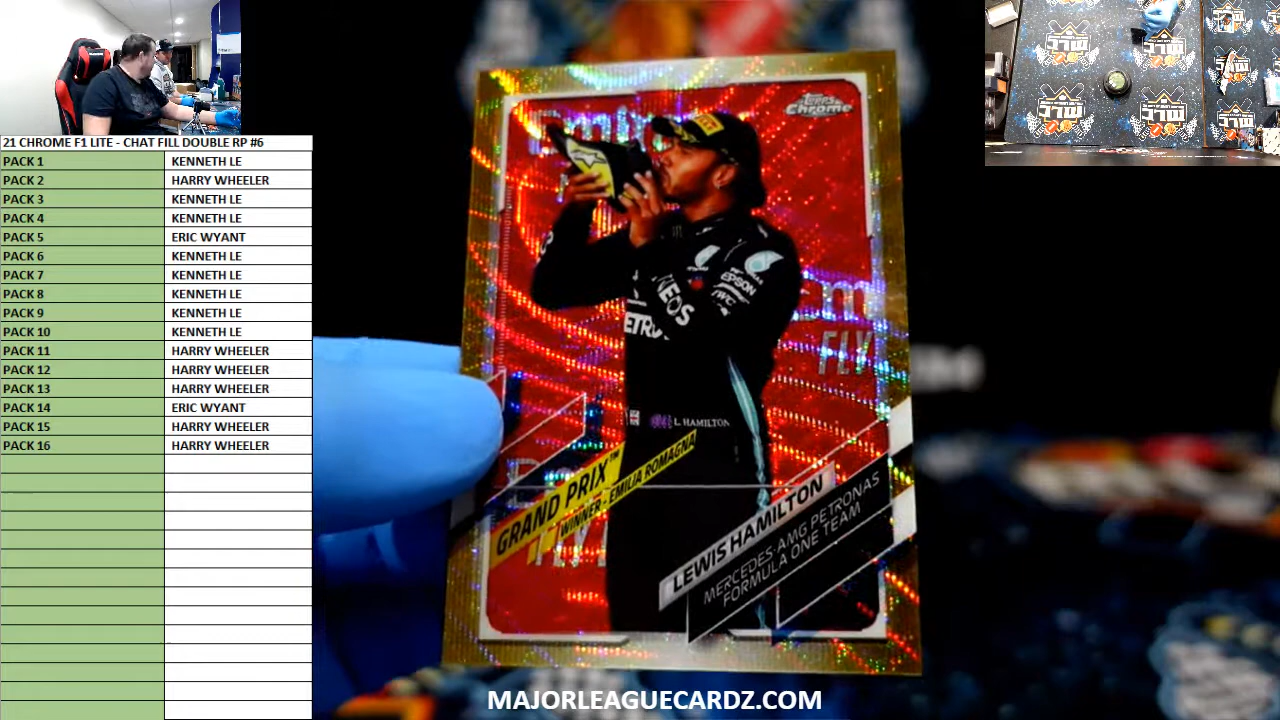 21 CHROME F1 LITE - CHAT FILL DOUBLE RP #6
PACK 1 KENNETH LE
PACK 2 HARRY WHEELER
PACK 3 KENNETH LE
PACK 4 KENNETH LE
PACK 5 ERIC WYANT
PACK 6 KENNETH LE
PACK 7 KENNETH LE
PACK 8 KENNETH LE
PACK 9 KENNETH LE
PACK 10 KENNETH LE
PACK 11 HARRY WHEELER
PACK 12 HARRY WHEELER
PACK 13 HARRY WHEELER
PACK 14 ERIC WYANT
PACK 15 HARRY WHEELER
PACK 16 HARRY WHEELER
Topps
Chrome
EPSON
IWC
FLY
L. HAMILTON
GRAND PRIX™
WINNER - EMILIA ROMAGNA
LEWIS HAMILTON
MERCEDES-AMG PETRONAS
FORMULA ONE TEAM
MAJORLEAGUECARDZ.COM